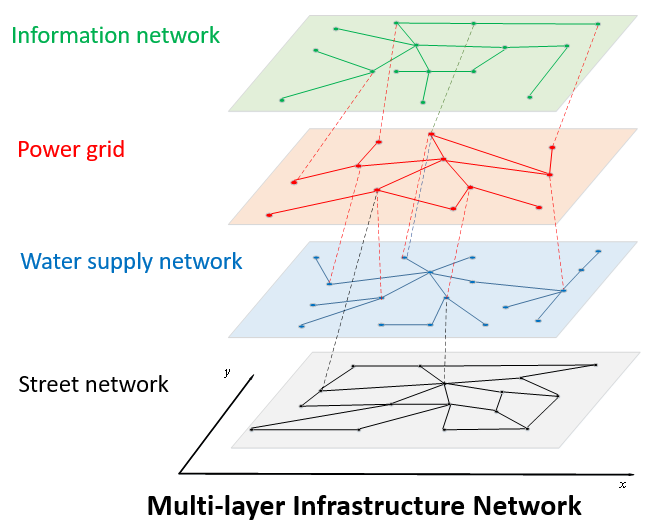 Information network
Power grid
Water supply network
Street network
y
x
Multi-layer Infrastructure Network